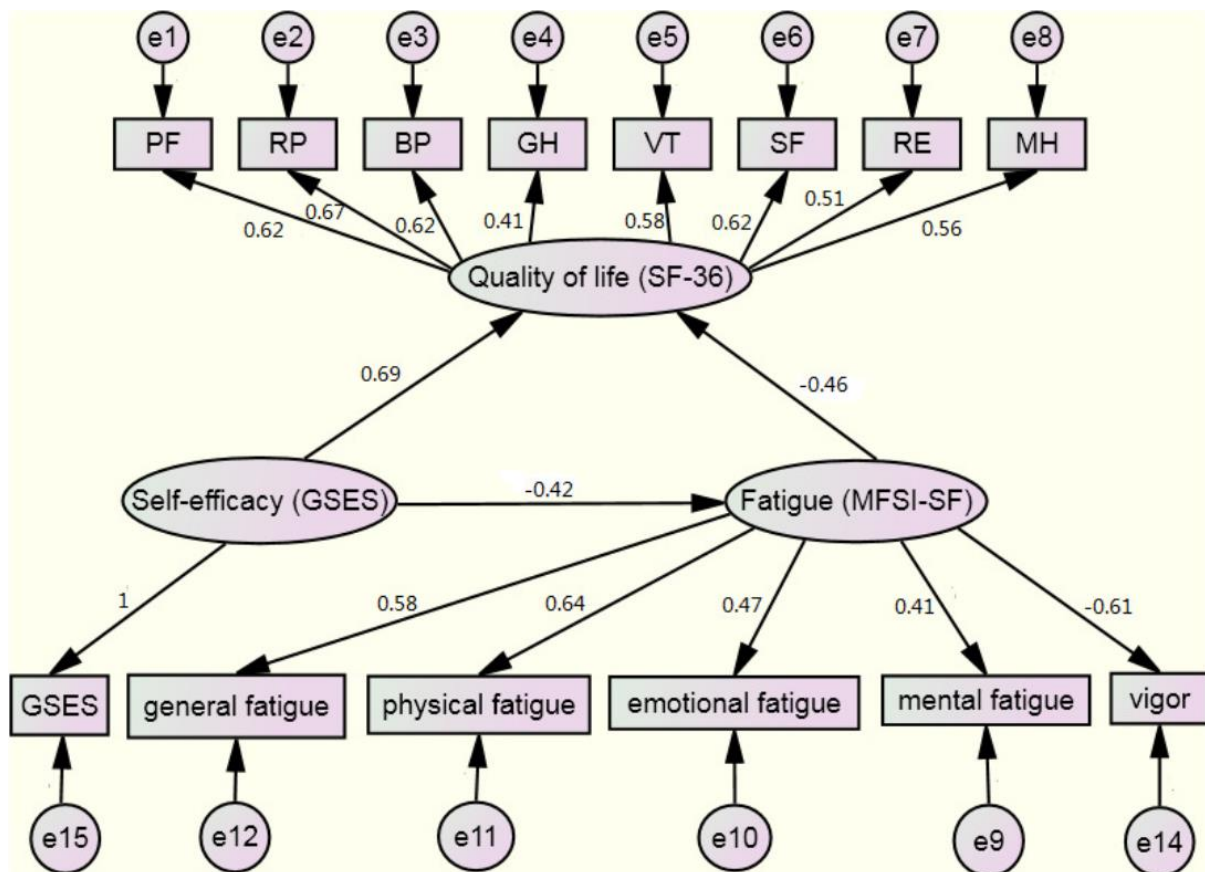 e1 e2 e3 e4 e5 e6 e7 e8
PF RP BP GH VT SF RE MH
0.62 0.67 0.62 0.41 0.58 0.62 0.51 0.56
Quality of life (SF-36)
0.69 -0.46
Self-efficacy (GSES) -0.42 Fatigue (MFSI-SF)
1 0.58 0.64 0.47 0.41 -0.61
GSES general fatigue physical fatigue emotional fatigue mental fatigue vigor
e15 e12 e11 e10 e9 e14